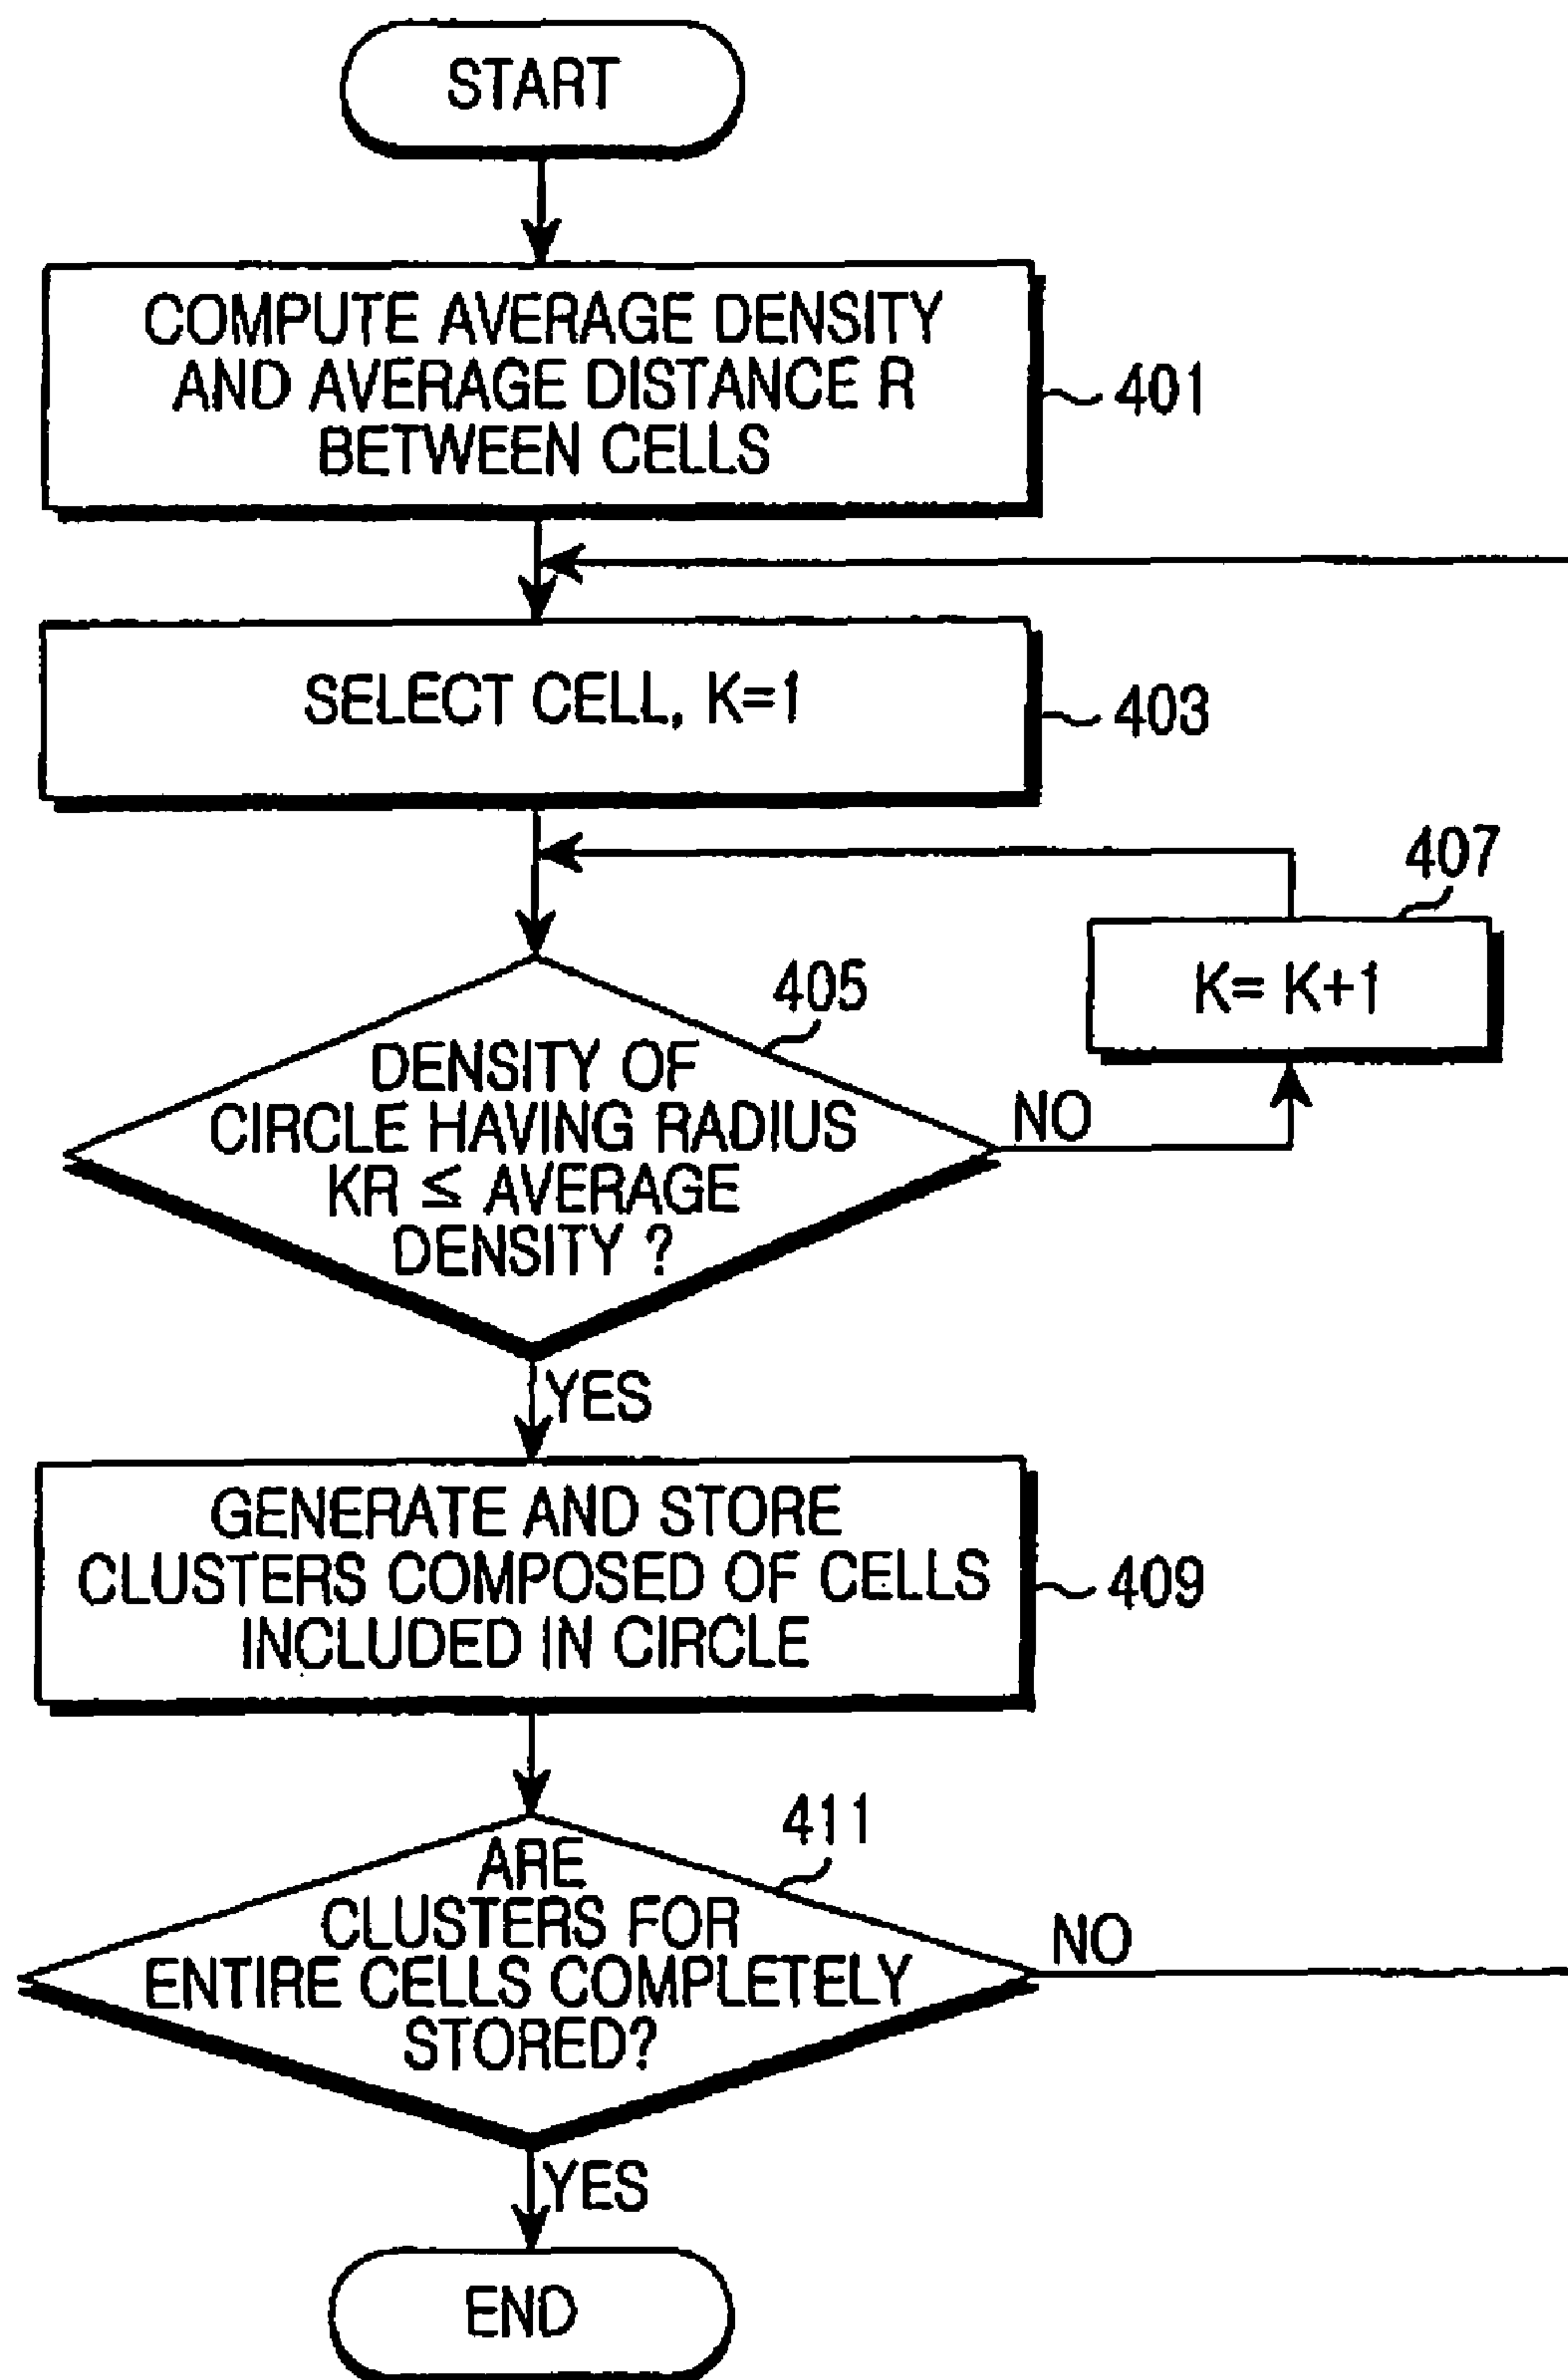 START
COMPUTE AVERAGE DENSITY
AND AVERAGE DISTANCE R
BETWEEN CELLS
401
SELECT CELL, K=1
403
407
K= K+1
405
DENSITY OF
CIRCLE HAVING RADIUS
KR ≤ AVERAGE
DENSITY ?
NO
YES
GENERATE AND STORE
CLUSTERS COMPOSED OF CELLS
INCLUDED IN CIRCLE
409
411
ARE
CLUSTERS FOR
ENTIRE CELLS COMPLETELY
STORED?
NO
YES
END